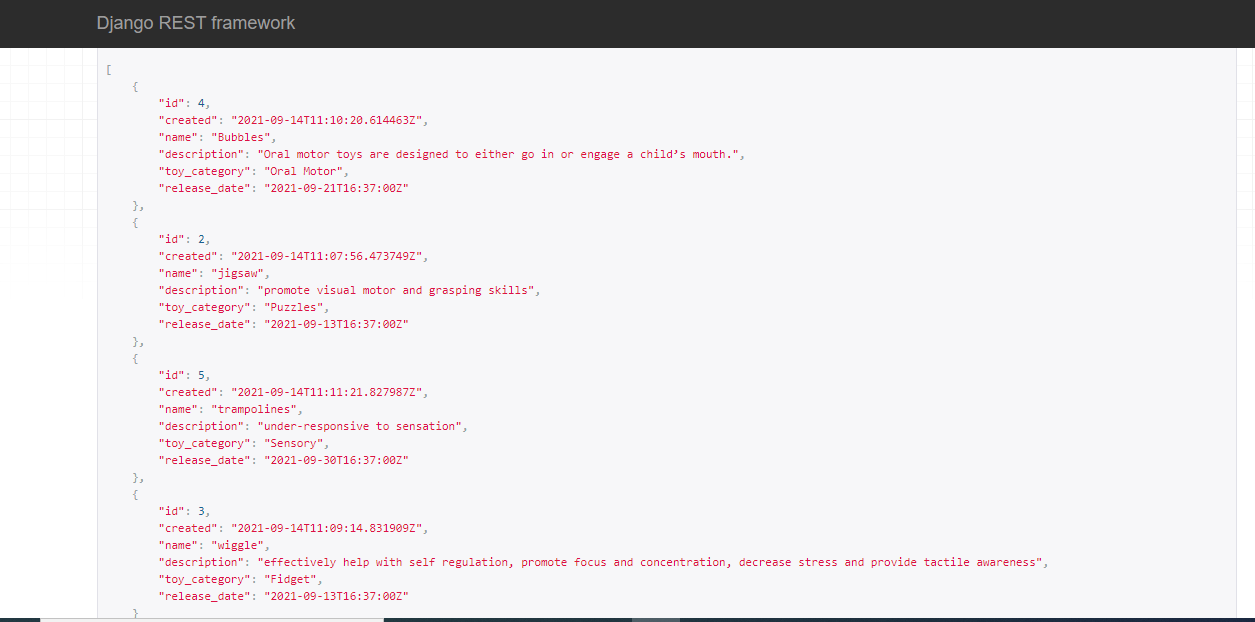 Django REST framework
[
{
"id": 4,
"created": "2021-09-14T11:10:20.614463Z",
"name": "Bubbles",
"description": "Oral motor toys are designed to either go in or engage a child’s mouth.",
"toy_category": "Oral Motor",
"release_date": "2021-09-21T16:37:00Z"
},
{
"id": 2,
"created": "2021-09-14T11:07:56.473749Z",
"name": "jigsaw",
"description": "promote visual motor and grasping skills",
"toy_category": "Puzzles",
"release_date": "2021-09-13T16:37:00Z"
},
{
"id": 5,
"created": "2021-09-14T11:11:21.827987Z",
"name": "trampolines",
"description": "under-responsive to sensation",
"toy_category": "Sensory",
"release_date": "2021-09-30T16:37:00Z"
},
{
"id": 3,
"created": "2021-09-14T11:09:14.831909Z",
"name": "wiggle",
"description": "effectively help with self regulation, promote focus and concentration, decrease stress and provide tactile awareness",
"toy_category": "Fidget",
"release_date": "2021-09-13T16:37:00Z"
}